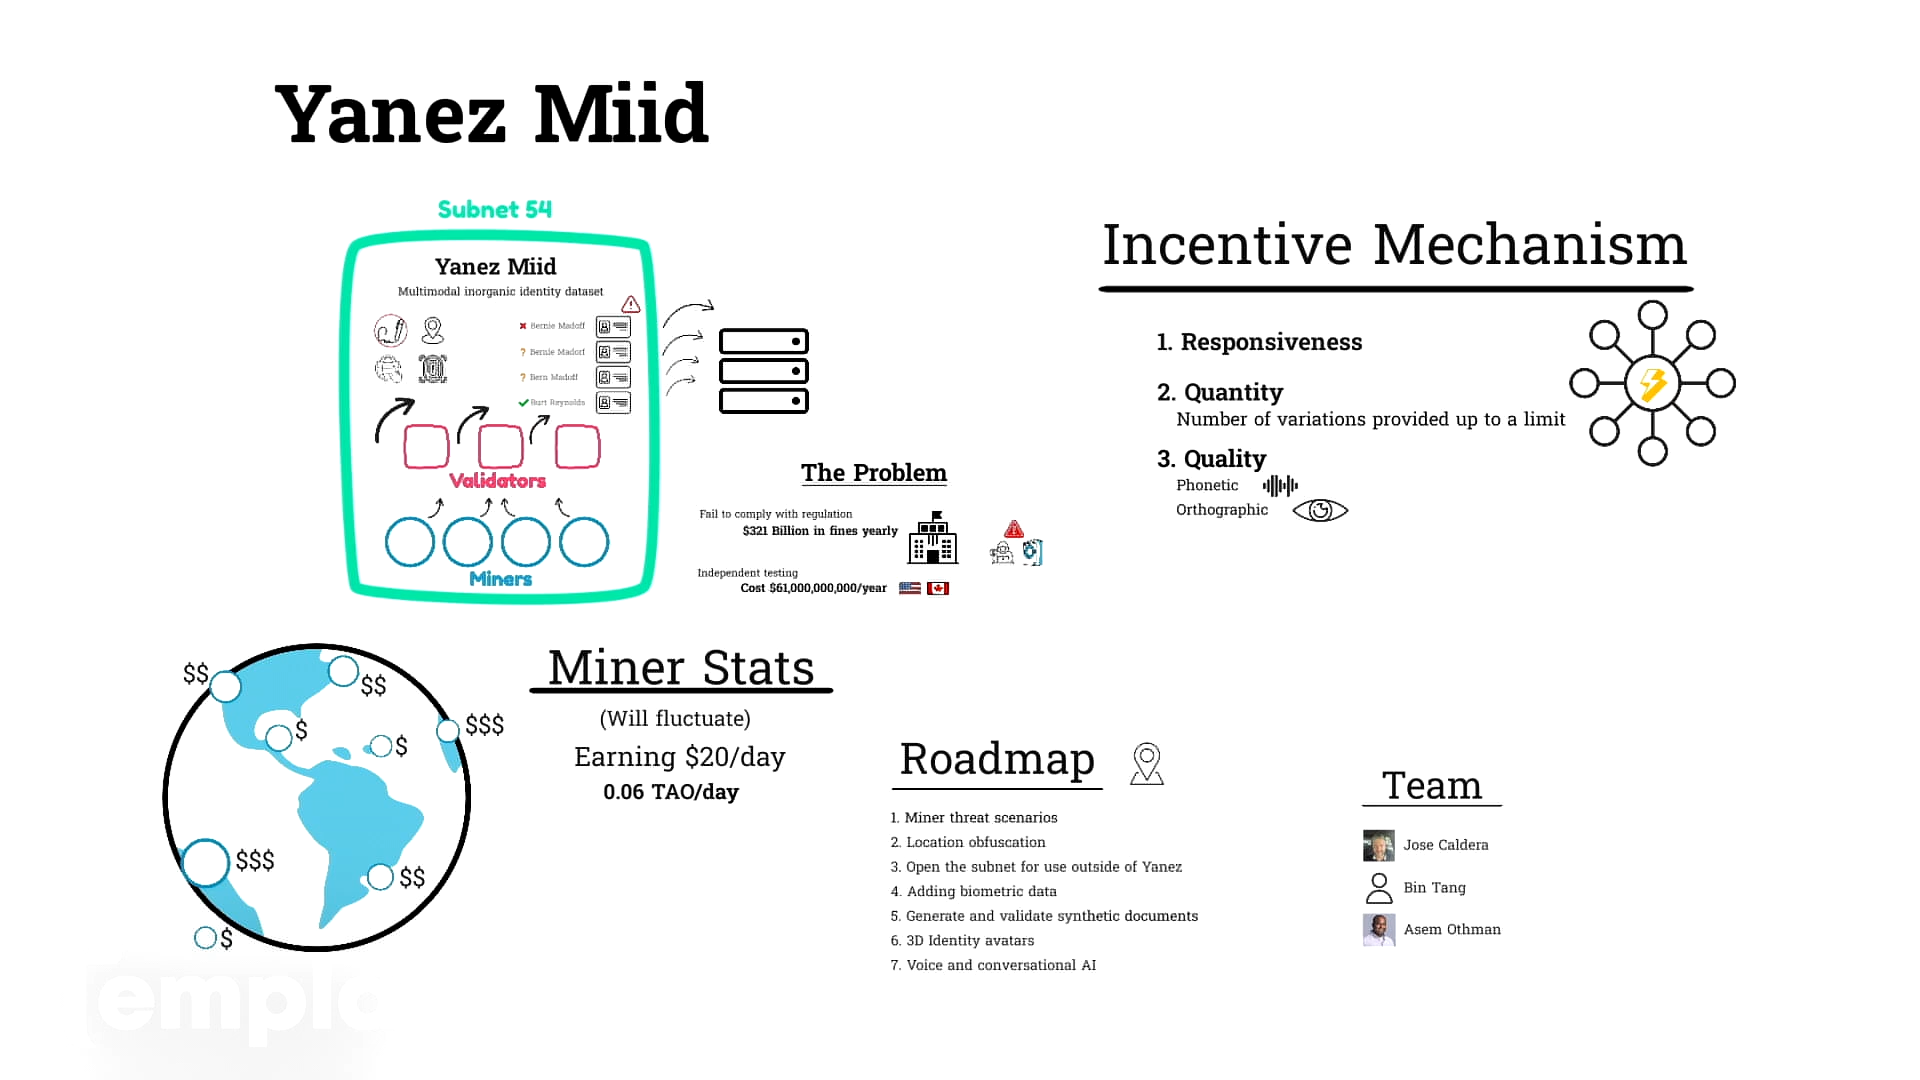 Yanez Miid
Subnet 54
Yanez Miid
Multimodal inorganic identity dataset
Bernie Madoff
? Bernie Madorf
? Bern Madoff
Burt Reynolds
Validators
Miners
The Problem
Fail to comply with regulation
$321 Billion in fines yearly
Independent testing
Cost $61,000,000,000/year
Incentive Mechanism
1. Responsiveness
2. Quantity
Number of variations provided up to a limit
3. Quality
Phonetic
Orthographic
$$
$$
$
$
$$$
$$$
$$
$
Miner Stats
(Will fluctuate)
Earning $20/day
0.06 TAO/day
Roadmap
1. Miner threat scenarios
2. Location obfuscation
3. Open the subnet for use outside of Yanez
4. Adding biometric data
5. Generate and validate synthetic documents
6. 3D Identity avatars
7. Voice and conversational AI
Team
Jose Caldera
Bin Tang
Asem Othman